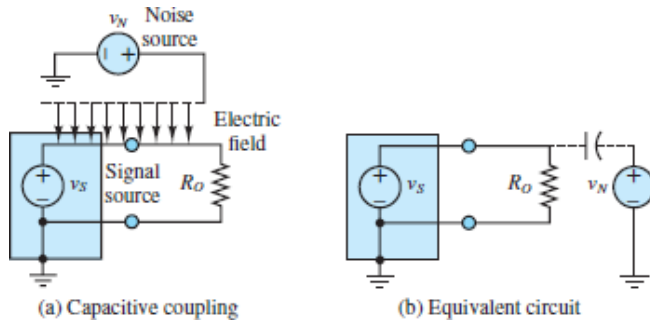 vN Noise source
− +
Electric field
+
vS
−
Signal source
RO
(a) Capacitive coupling
+
vS
−
RO
vN
+
−
(b) Equivalent circuit